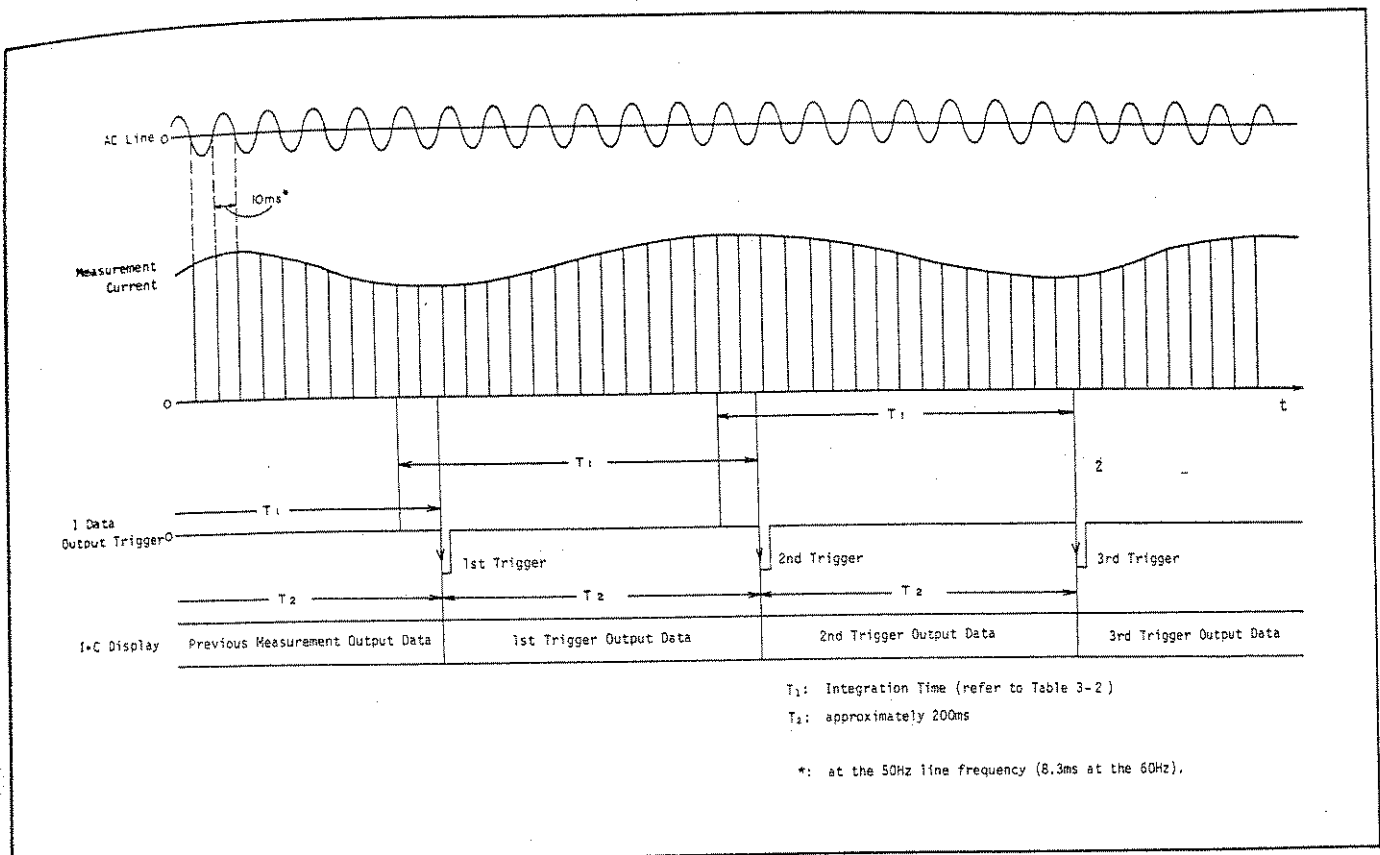 AC Line 0
10ms*
Measurement
Current
0
t
T₁
T₁
2
T₁
I Data
Output Trigger 0
1st Trigger
2nd Trigger
3rd Trigger
T₂
T₂
T₂
I•C Display
Previous Measurement Output Data
1st Trigger Output Data
2nd Trigger Output Data
3rd Trigger Output Data
T₁: Integration Time (refer to Table 3-2)
T₂: approximately 200ms
*: at the 50Hz line frequency (8.3ms at the 60Hz).